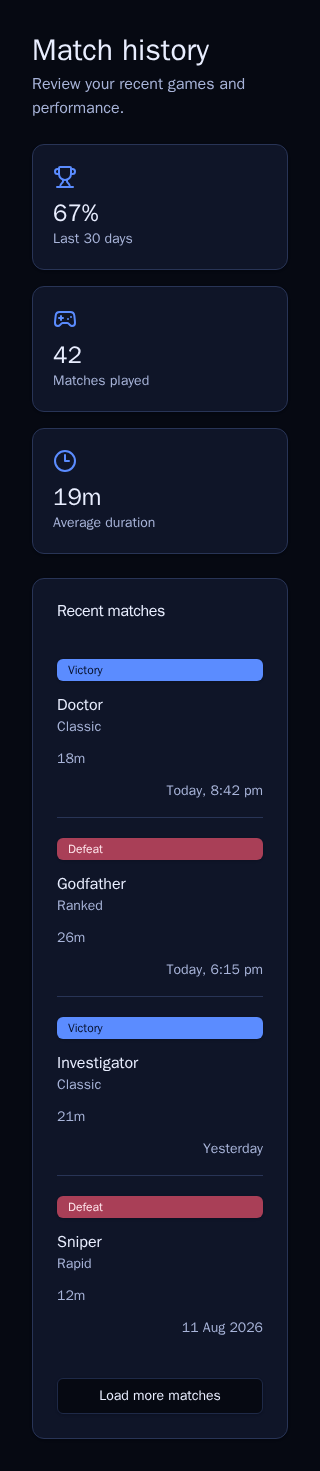 Match history
Review your recent games and
performance.
67%
Last 30 days
42
Matches played
19m
Average duration
Recent matches
Victory
Doctor
Classic
18m
Today, 8:42 pm
Defeat
Godfather
Ranked
26m
Today, 6:15 pm
Victory
Investigator
Classic
21m
Yesterday
Defeat
Sniper
Rapid
12m
11 Aug 2026
Load more matches